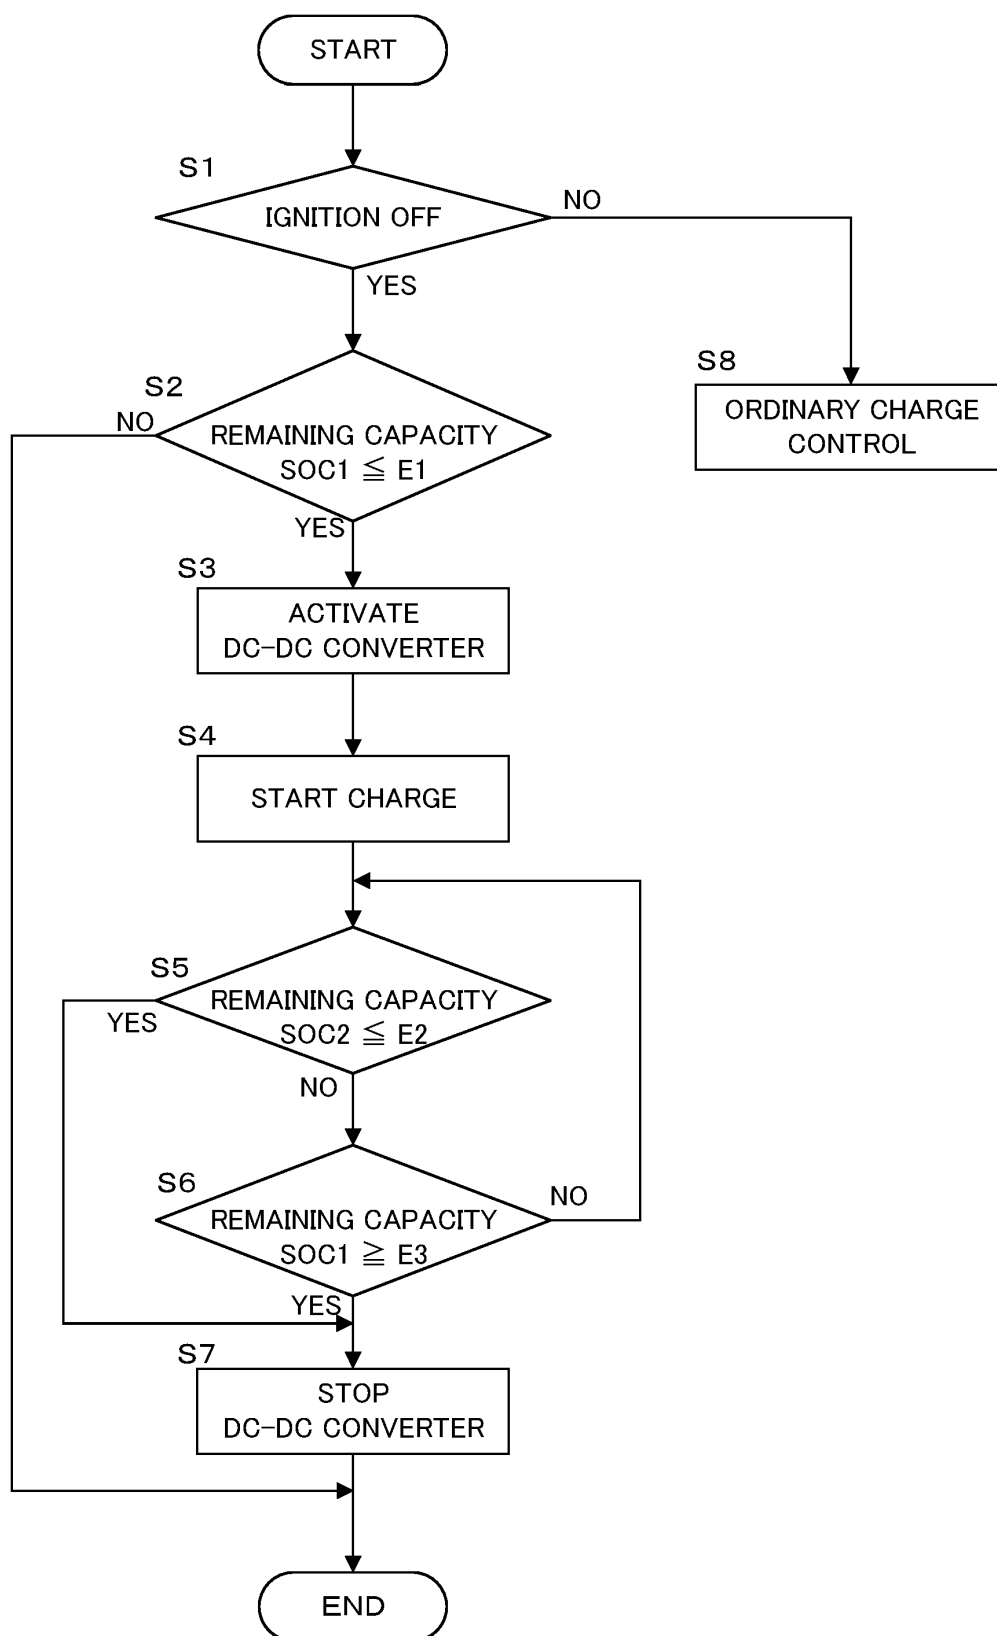 START
S1
IGNITION OFF
NO
YES
S2
NO
REMAINING CAPACITY
SOC1 ≦ E1
YES
S8
ORDINARY CHARGE
CONTROL
S3
ACTIVATE
DC-DC CONVERTER
S4
START CHARGE
S5
REMAINING CAPACITY
SOC2 ≦ E2
YES
NO
S6
REMAINING CAPACITY
SOC1 ≧ E3
NO
YES
S7
STOP
DC-DC CONVERTER
END